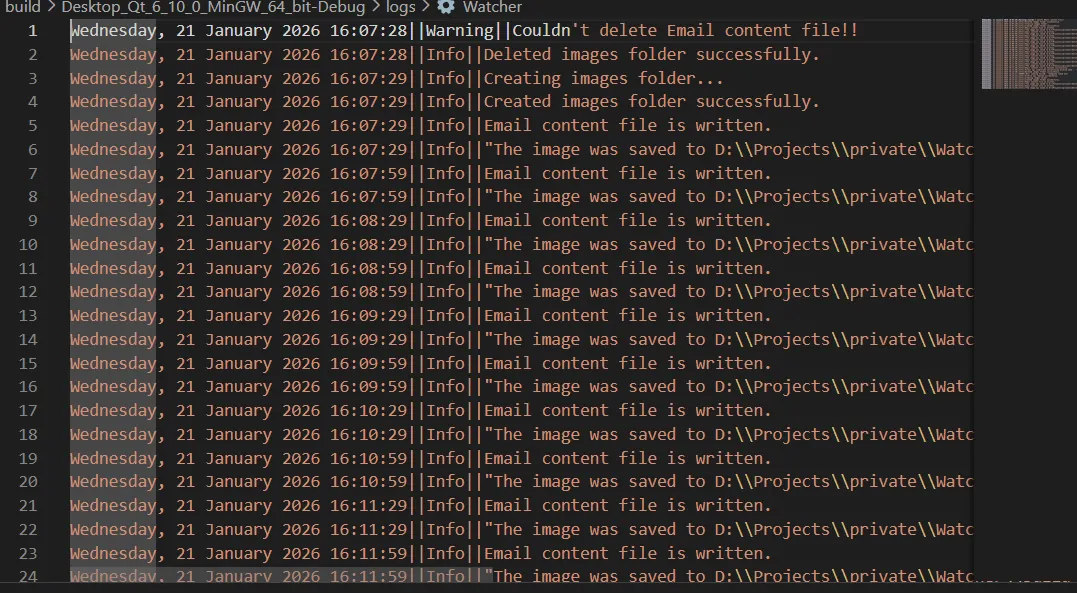 build > Desktop_Qt_6_10_0_MinGW_64_bit-Debug > logs > Watcher
1 Wednesday, 21 January 2026 16:07:28||Warning||Couldn't delete Email content file!!
2 Wednesday, 21 January 2026 16:07:28||Info||Deleted images folder successfully.
3 Wednesday, 21 January 2026 16:07:29||Info||Creating images folder...
4 Wednesday, 21 January 2026 16:07:29||Info||Created images folder successfully.
5 Wednesday, 21 January 2026 16:07:29||Info||Email content file is written.
6 Wednesday, 21 January 2026 16:07:29||Info||"The image was saved to D:\\Projects\\private\\Watc
7 Wednesday, 21 January 2026 16:07:59||Info||Email content file is written.
8 Wednesday, 21 January 2026 16:07:59||Info||"The image was saved to D:\\Projects\\private\\Watc
9 Wednesday, 21 January 2026 16:08:29||Info||Email content file is written.
10 Wednesday, 21 January 2026 16:08:29||Info||"The image was saved to D:\\Projects\\private\\Watc
11 Wednesday, 21 January 2026 16:08:59||Info||Email content file is written.
12 Wednesday, 21 January 2026 16:08:59||Info||"The image was saved to D:\\Projects\\private\\Watc
13 Wednesday, 21 January 2026 16:09:29||Info||Email content file is written.
14 Wednesday, 21 January 2026 16:09:29||Info||"The image was saved to D:\\Projects\\private\\Watc
15 Wednesday, 21 January 2026 16:09:59||Info||Email content file is written.
16 Wednesday, 21 January 2026 16:09:59||Info||"The image was saved to D:\\Projects\\private\\Watc
17 Wednesday, 21 January 2026 16:10:29||Info||Email content file is written.
18 Wednesday, 21 January 2026 16:10:29||Info||"The image was saved to D:\\Projects\\private\\Watc
19 Wednesday, 21 January 2026 16:10:59||Info||Email content file is written.
20 Wednesday, 21 January 2026 16:10:59||Info||"The image was saved to D:\\Projects\\private\\Watc
21 Wednesday, 21 January 2026 16:11:29||Info||Email content file is written.
22 Wednesday, 21 January 2026 16:11:29||Info||"The image was saved to D:\\Projects\\private\\Watc
23 Wednesday, 21 January 2026 16:11:59||Info||Email content file is written.
24 Wednesday, 21 January 2026 16:11:59||Info||"The image was saved to D:\\Projects\\private\\Watc